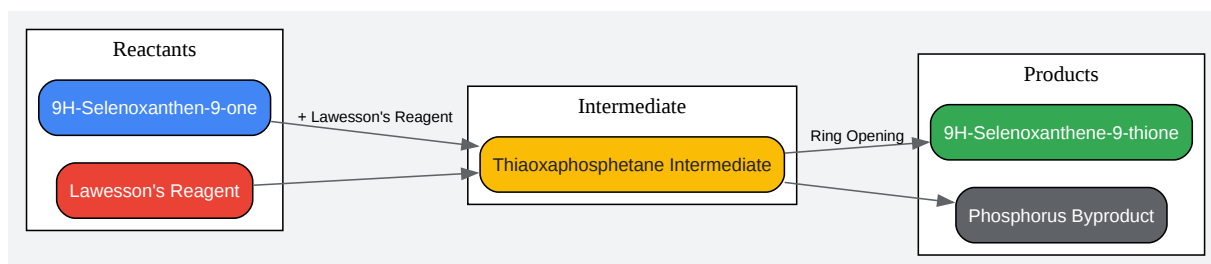 Reactants
9H-Selenoxanthen-9-one
Lawesson's Reagent
+ Lawesson's Reagent
Intermediate
Thiaoxaphosphetane Intermediate
Ring Opening
Products
9H-Selenoxanthene-9-thione
Phosphorus Byproduct